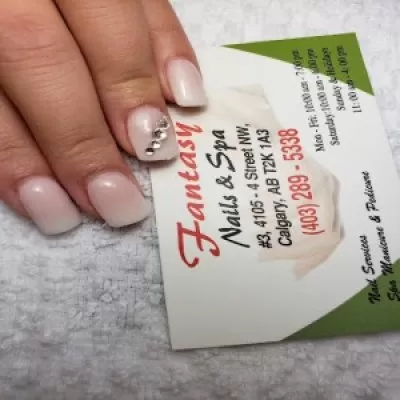 Fantasy
Nails & Spa
#3, 4105 - 4 Street NW,
Calgary, AB T2K 1A3
(403) 289 - 5338
Mon - Fri: 10:00 am - 7:00 pm
Saturday: 10:00 am - 6:00 pm
Sunday & Holidays
11:00 am - 4:00 pm
Nail Services
Spa Manicure & Pedicure